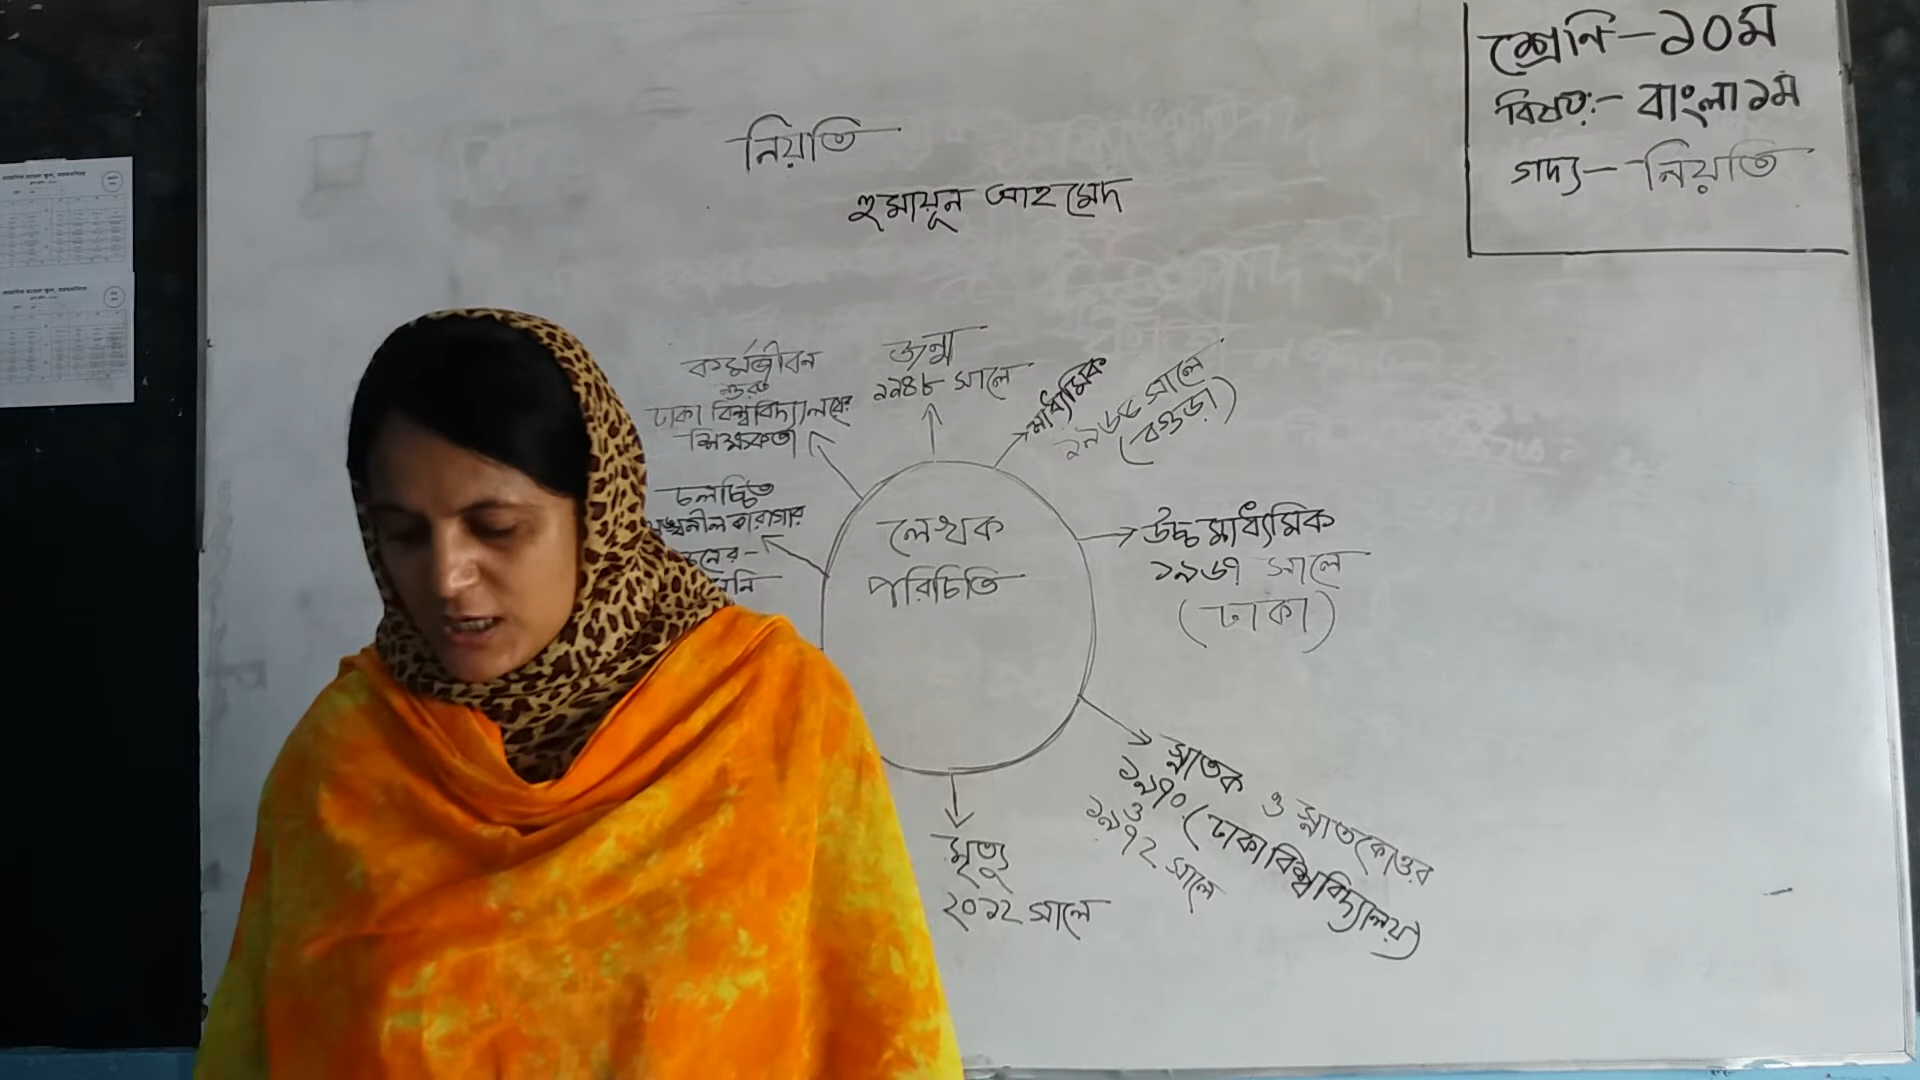 শ্রেণি - ১০ম
বিষয়:- বাংলা ১ম
গদ্য - নিয়তি
নিয়তি
হুমায়ূন আহমেদ
কর্মজীবন
শুরু
ঢাকা বিশ্ববিদ্যালয়ের
শিক্ষকতা
জন্ম
১৯৪৮ সালে
মাধ্যমিক
১৯৬৫ সালে
(বগুড়া)
চলচ্চিত
কারাগার
লেখক
পরিচিতি
উচ্চ মাধ্যমিক
১৯৬৭ সালে
(ঢাকা)
স্নাতক ও স্নাতকোত্তর
১৯৭০ (ঢাকা বিশ্ববিদ্যালয়)
ও
১৯৭২ সালে
মৃত্যু
২০১২ সালে